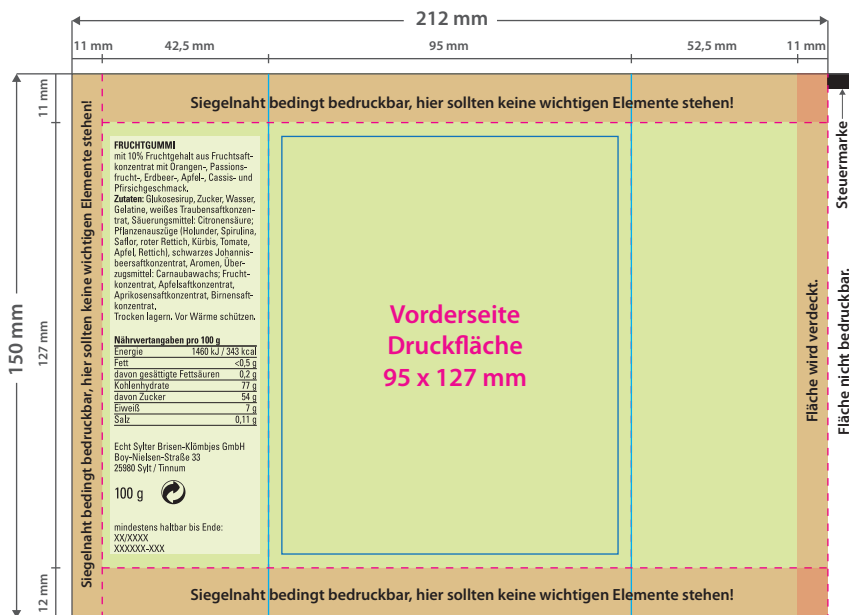 212 mm
11 mm
42,5 mm
95 mm
52,5 mm
11 mm
150 mm
11 mm
127 mm
12 mm
Siegelnaht bedingt bedruckbar, hier sollten keine wichtigen Elemente stehen!
Siegelnaht bedingt bedruckbar, hier sollten keine wichtigen Elemente stehen!
FRUCHTGUMMI
mit 10% Fruchtgehalt aus Fruchtsaft-
konzentrat mit Orangen-, Passions-
frucht-, Erdbeer-, Apfel-, Cassis- und
Pfirsichgeschmack.
Zutaten: Glukosesirup, Zucker, Wasser,
Gelatine, weißes Traubensaftkonzen-
trat, Säuerungsmittel: Citronensäure;
Pflanzenauszüge (Holunder, Spirulina,
Saflor, roter Rettich, Kürbis, Tomate,
Apfel, Rettich), schwarzes Johannis-
beersaftkonzentrat, Aromen, Über-
zugsmittel: Carnaubawachs; Frucht-
konzentrat, Apfelsaftkonzentrat,
Aprikosensaftkonzentrat, Birnensaft-
konzentrat.
Trocken lagern. Vor Wärme schützen.
Nährwertangaben pro 100 g
Energie 1460 kJ / 343 kcal
Fett <0,5 g
davon gesättigte Fettsäuren 0,2 g
Kohlenhydrate 77 g
davon Zucker 54 g
Eiweiß 7 g
Salz 0,11 g
Echt Sylter Brisen-Klömbjes GmbH
Boy-Nielsen-Straße 33
25980 Sylt / Tinnum
100 g
mindestens haltbar bis Ende:
XX/XXXX
XXXXXX-XXX
Vorderseite
Druckfläche
95 x 127 mm
Fläche wird verdeckt.
Steuermarke
Fläche nicht bedruckbar.
Siegelnaht bedingt bedruckbar, hier sollten keine wichtigen Elemente stehen!